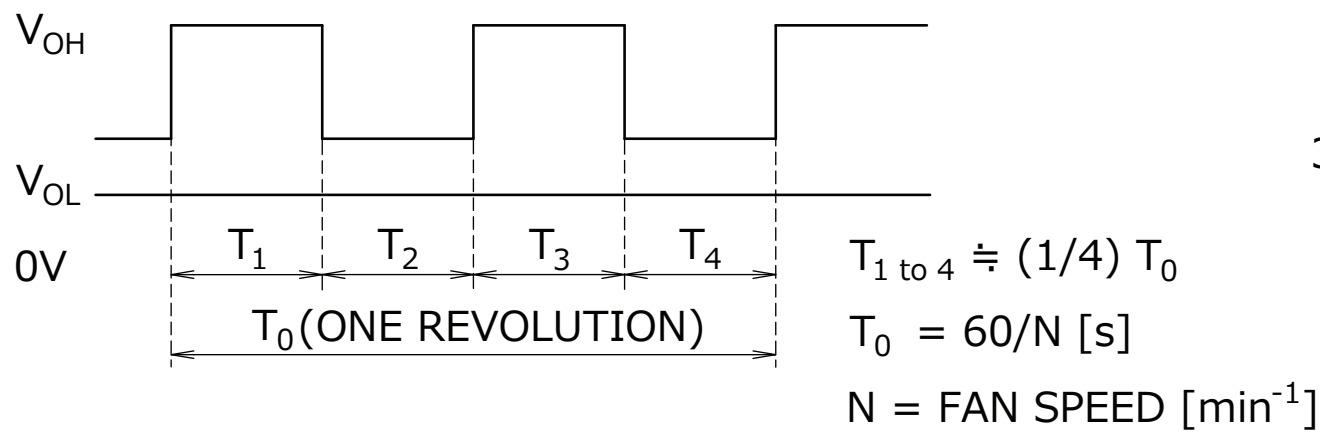 V_OH
V_OL
0V
T_1 T_2 T_3 T_4
T_0(ONE REVOLUTION)
T_1 to 4 ≒ (1/4) T_0
T_0 = 60/N [s]
N = FAN SPEED [min^-1]